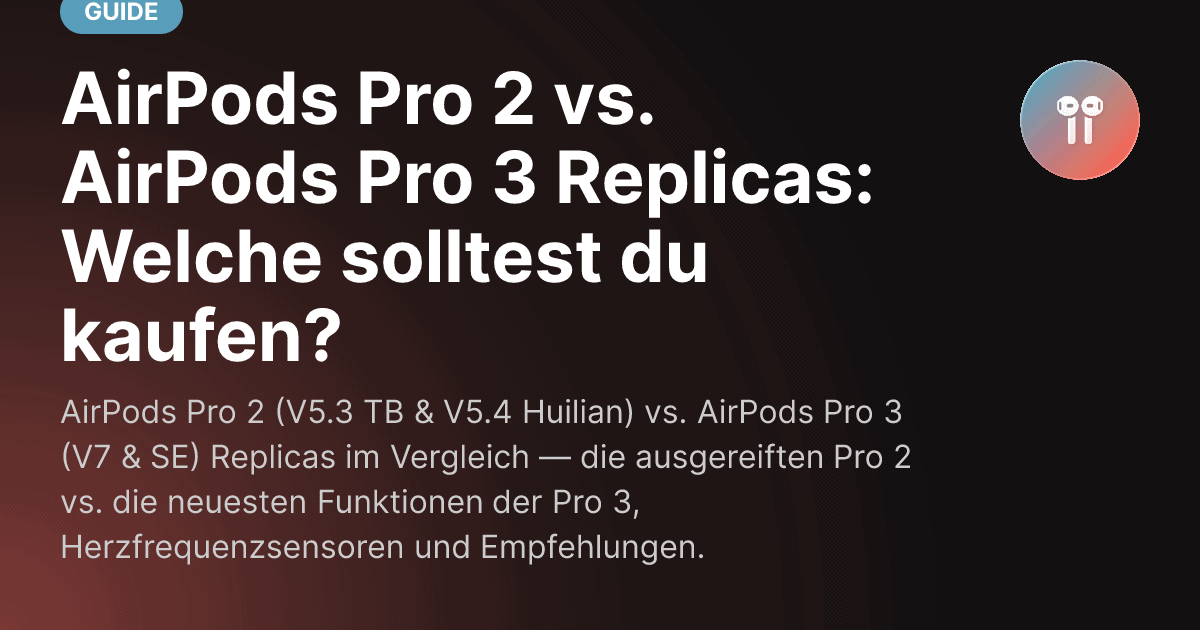 GUIDE
AirPods Pro 2 vs.
AirPods Pro 3 Replicas:
Welche solltest du
kaufen?
AirPods Pro 2 (V5.3 TB & V5.4 Huilian) vs. AirPods Pro 3
(V7 & SE) Replicas im Vergleich — die ausgereiften Pro 2
vs. die neuesten Funktionen der Pro 3,
Herzfrequenzsensoren und Empfehlungen.